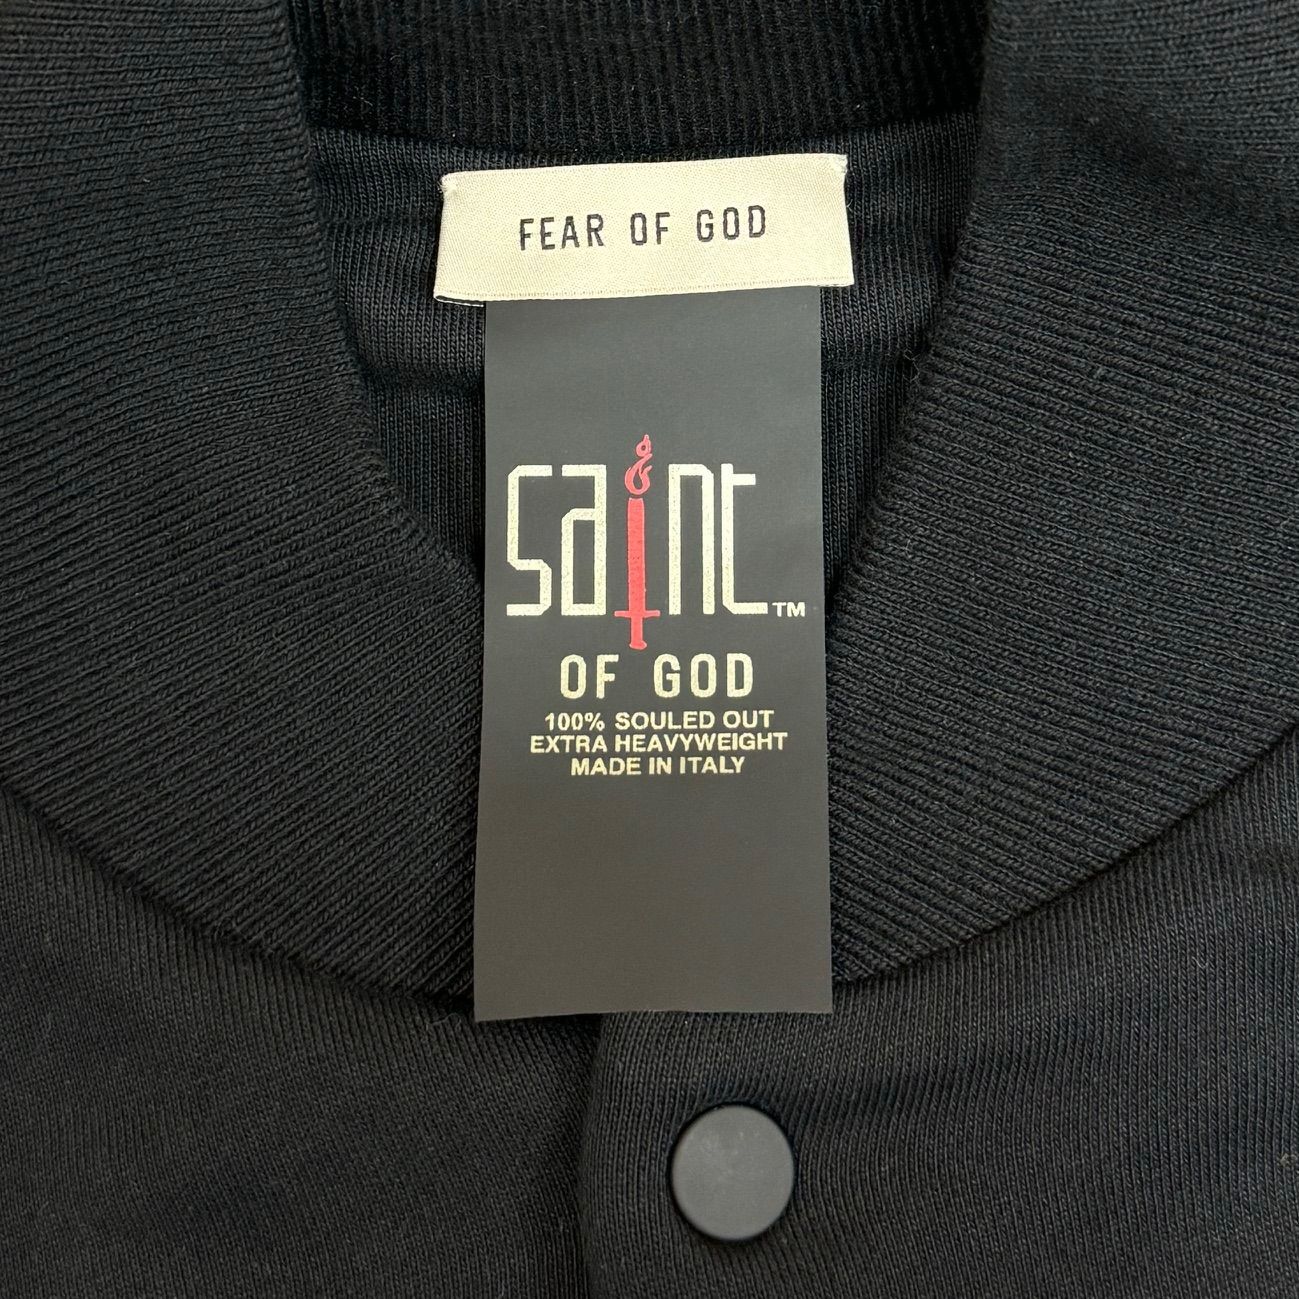 FEAR OF GOD
saint™
OF GOD
100% SOULED OUT
EXTRA HEAVYWEIGHT
MADE IN ITALY